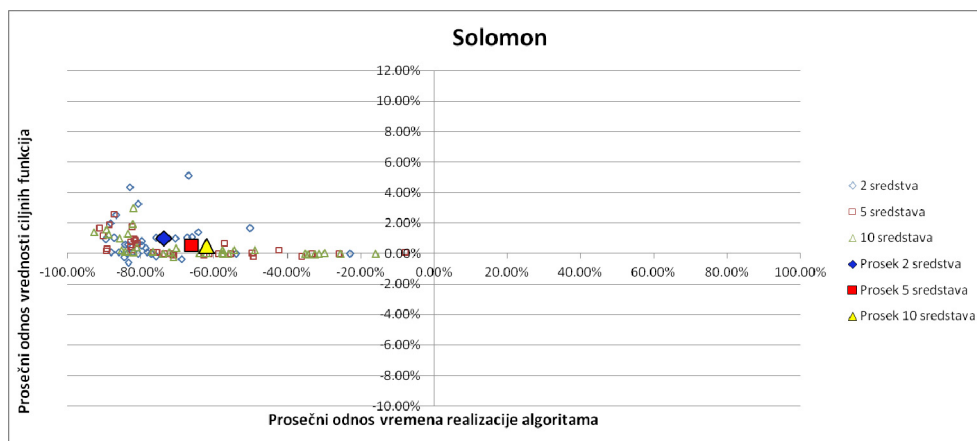 Solomon
Prosečni odnos vrednosti ciljnih funkcija
12.00%
10.00%
8.00%
6.00%
4.00%
2.00%
0.00%
-100.00% -80.00% -60.00% -40.00% -20.00% 0.00% 20.00% 40.00% 60.00% 80.00% 100.00%
-2.00%
-4.00%
-6.00%
-8.00%
-10.00%
Prosečni odnos vremena realizacije algoritama
2 sredstva
5 sredstava
10 sredstava
Prosek 2 sredstva
Prosek 5 sredstava
Prosek 10 sredstava